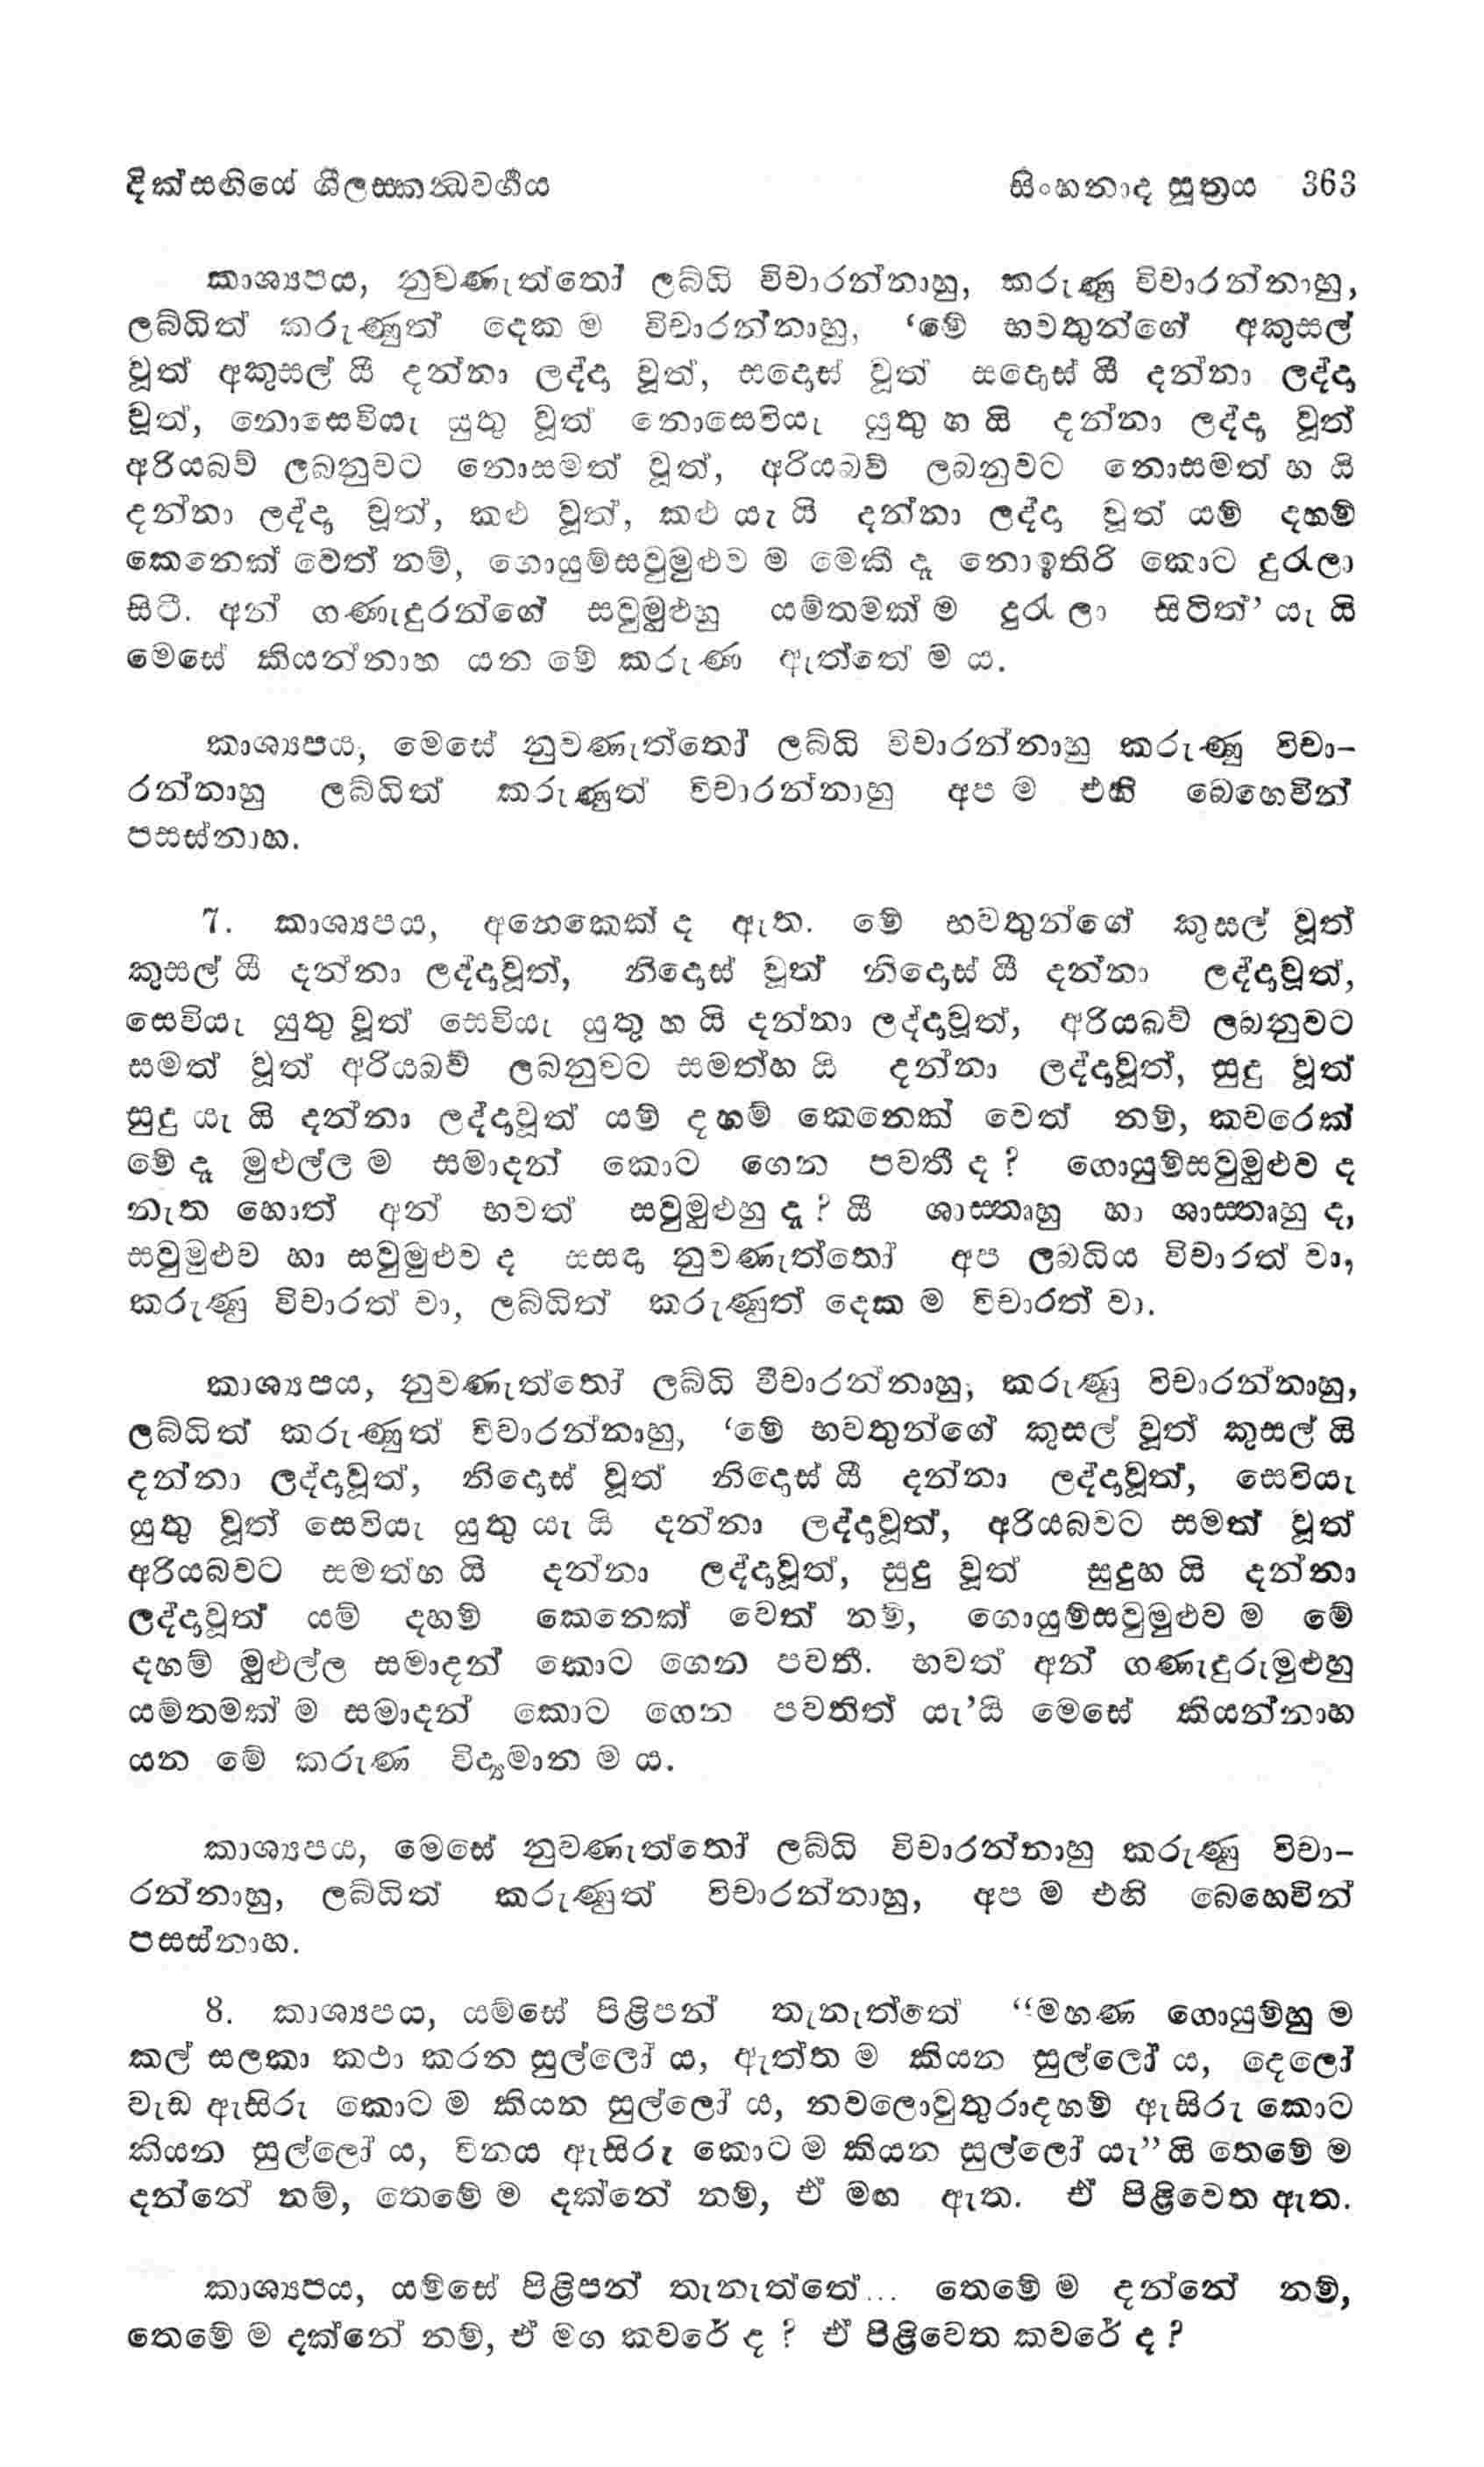 දික්සඟියේ ශීලස්කන්ධවර්ගය සිංහනාද සූත්‍රය 363
කාශ්‍යපය, නුවණැත්තෝ ලබ්ධි විචාරන්නාහු, කරුණු විචාරන්නාහු,
ලබ්ධිත් කරුණුත් දෙක ම විචාරන්නාහු, ‘මේ භවතුන්ගේ අකුසල්
වූත් අකුසල් යී දන්නා ලද්දා වූත්, සදොස් වූත් සදොස් යී දන්නා ලද්දා
වූත්, නොසෙවියැ යුතු වූත් නොසෙවියැ යුතු හ යි දන්නා ලද්දා වූත්
අරියබව් ලබනුවට නොසමත් වූත්, අරියබව් ලබනුවට නොසමත් හ යි
දන්නා ලද්දා වූත්, කළු වූත්, කළු යැ යි දන්නා ලද්දා වූත් යම් දහම්
කෙනෙක් වෙත් නම්, ගොයුම්සවුමුළුව ම මෙකී දෑ නොඉතිරි කොට දුරැලා
සිටී. අන් ගණැදුරන්ගේ සවුමුළුහු යම්තමක් ම දුරැ ලා සිටිත්’ යැ යි
මෙසේ කියන්නාහ යන මේ කරුණ ඇත්තේ ම ය.
කාශ්‍යපය, මෙසේ නුවණැත්තෝ ලබ්ධි විචාරන්නාහු කරුණු විචා-
රන්නාහු ලබ්ධිත් කරුණුත් විචාරන්නාහු අප ම එහි බෙහෙවින්
පසස්නාහ.
7. කාශ්‍යපය, අනෙකෙක් ද ඇත. මේ භවතුන්ගේ කුසල් වූත්
කුසල් යී දන්නා ලද්දාවූත්, නිදොස් වූත් නිදොස් යී දන්නා ලද්දාවූත්,
සෙවියැ යුතු වූත් සෙවියැ යුතු හ යි දන්නා ලද්දාවූත්, අරියබව් ලබනුවට
සමත් වූත් අරියබව් ලබනුවට සමත්හ යි දන්නා ලද්දාවූත්, සුදු වූත්
සුදු යැ යි දන්නා ලද්දාවූත් යම් දහම් කෙනෙක් වෙත් නම්, කවරෙක්
මේ දෑ මුළුල්ල ම සමාදන් කොට ගෙන පවතී ද? ගොයුම්සවුමුළුව ද
නැත හොත් අන් භවත් සවුමුළුහු දෑ? යී ශාස්තෘහු හා ශාස්තෘහු ද,
සවුමුළුව හා සවුමුළුව ද සසඳා නුවණැත්තෝ අප ලබධිය විචාරත් වා,
කරුණු විචාරත් වා, ලබ්ධිත් කරුණුත් දෙක ම විචාරත් වා.
කාශ්‍යපය, නුවණැත්තෝ ලබ්ධි විචාරන්නාහු, කරුණු විචාරන්නාහු,
ලබ්ධිත් කරුණුත් විචාරන්නාහු, ‘මේ භවතුන්ගේ කුසල් වූත් කුසල් යි
දන්නා ලද්දාවූත්, නිදොස් වූත් නිදොස් යී දන්නා ලද්දාවූත්, සෙවියැ
යුතු වූත් සෙවියැ යුතු යැ යි දන්නා ලද්දාවූත්, අරියබවට සමත් වූත්
අරියබවට සමත්හ යි දන්නා ලද්දාවූත්, සුදු වූත් සුදුහ යි දන්නා
ලද්දාවූත් යම් දහම් කෙනෙක් වෙත් නම්, ගොයුම්සවුමුළුව ම මේ
දහම් මුළුල්ල සමාදන් කොට ගෙන පවතී. භවත් අන් ගණැදුරුමුළුහු
යම්තමක් ම සමාදන් කොට ගෙන පවතිත් යැ’යි මෙසේ කියන්නාහ
යන මේ කරුණ විද්‍යමාන ම ය.
කාශ්‍යපය, මෙසේ නුවණැත්තෝ ලබ්ධි විචාරන්නාහු කරුණු විචා-
රන්නාහු, ලබ්ධිත් කරුණුත් විචාරන්නාහු, අප ම එහි බෙහෙවින්
පසස්නාහ.
8. කාශ්‍යපය, යම්සේ පිළිපන් තැනැත්තේ “මහණ ගොයුම්හු ම
කල් සලකා කථා කරන සුල්ලෝ ය, ඇත්ත ම කියන සුල්ලෝ ය, දෙලෝ
වැඩ ඇසිරු කොට ම කියන සුල්ලෝ ය, නවලොවුතුරාදහම් ඇසිරු කොට
කියන සුල්ලෝ ය, විනය ඇසිරු කොට ම කියන සුල්ලෝ යැ” යි තෙමේ ම
දන්නේ නම්, තෙමේ ම දක්නේ නම්, ඒ මඟ ඇත. ඒ පිළිවෙත ඇත.
කාශ්‍යපය, යම්සේ පිළිපන් තැනැත්තේ... තෙමේ ම දන්නේ නම්,
තෙමේ ම දක්නේ නම්, ඒ මග කවරේ ද? ඒ පිළිවෙත කවරේ ද?